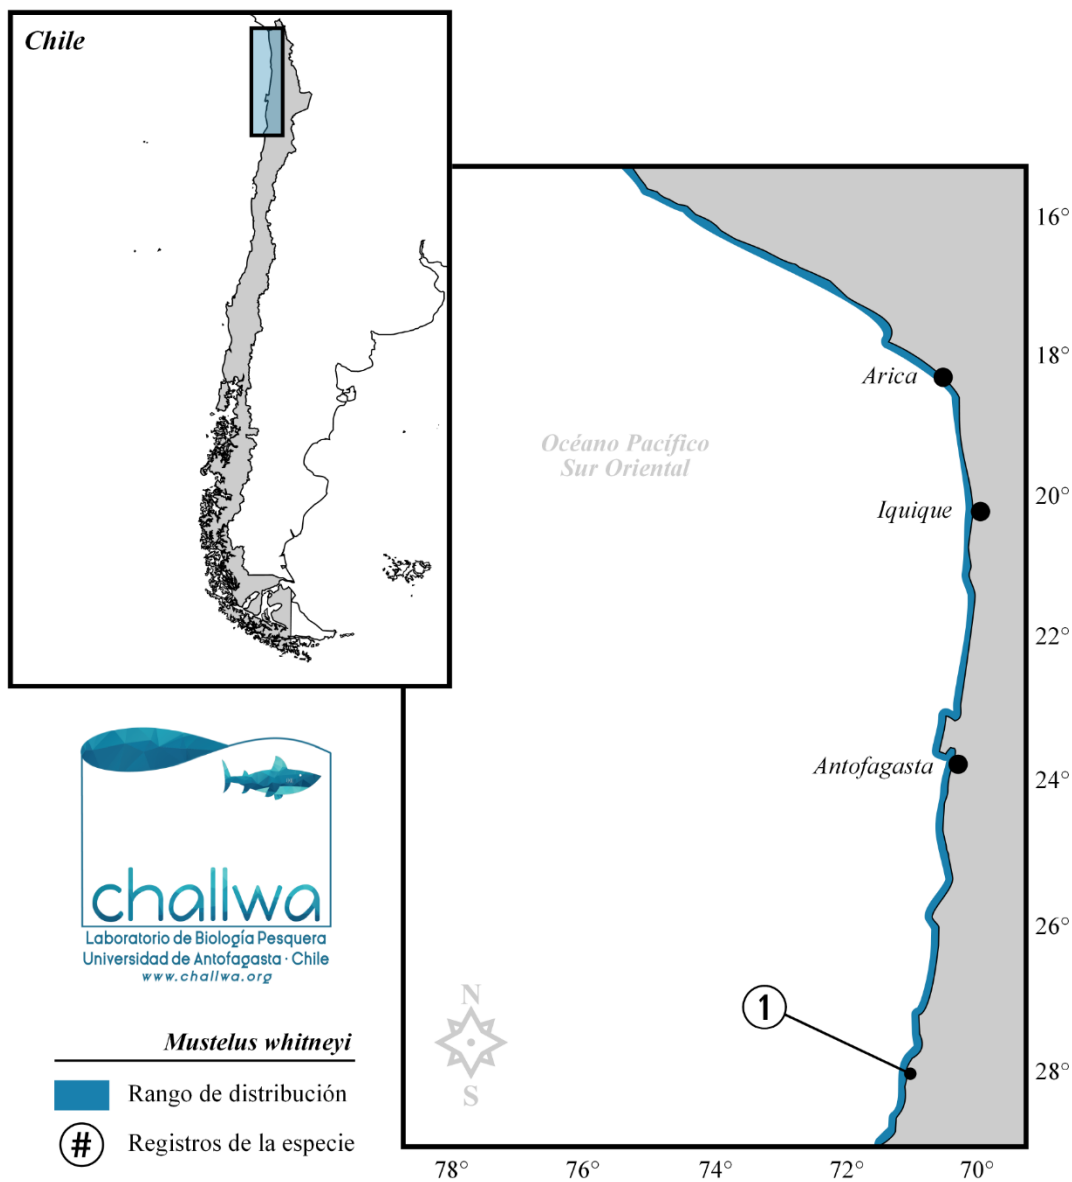 Chile
16°
18°
Arica
Océano Pacífico
Sur Oriental
20°
Iquique
22°
Antofagasta
24°
challwa
Laboratorio de Biología Pesquera
Universidad de Antofagasta · Chile
www.challwa.org
26°
N
S
1
28°
Mustelus whitneyi
Rango de distribución
# Registros de la especie
78° 76° 74° 72° 70°